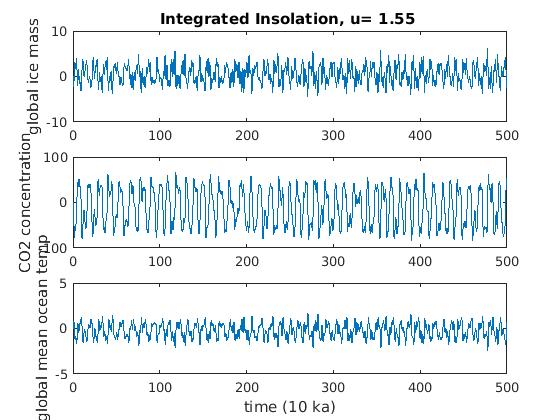 Integrated Insolation, u= 1.55
global ice mass
10
0
-10
0 100 200 300 400 500
CO2 concentration
100
0
100
0 100 200 300 400 500
global mean ocean temp
5
0
-5
0 100 200 300 400 500
time (10 ka)